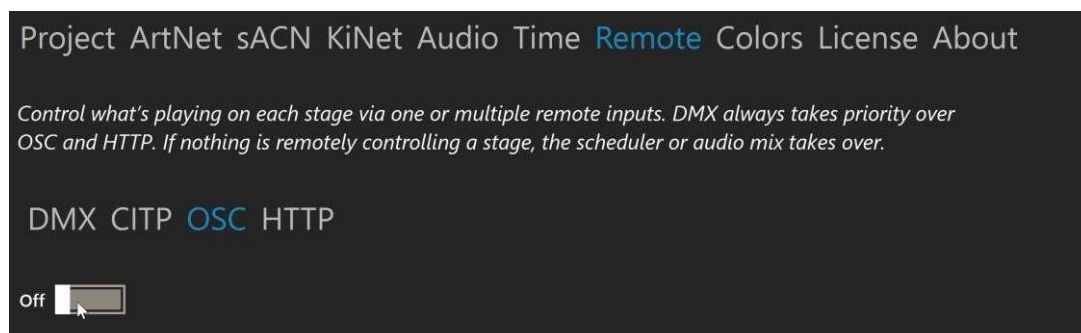 Project ArtNet sACN KiNet Audio Time Remote Colors License About
Control what's playing on each stage via one or multiple remote inputs. DMX always takes priority over
OSC and HTTP. If nothing is remotely controlling a stage, the scheduler or audio mix takes over.
DMX CITP OSC HTTP
Off